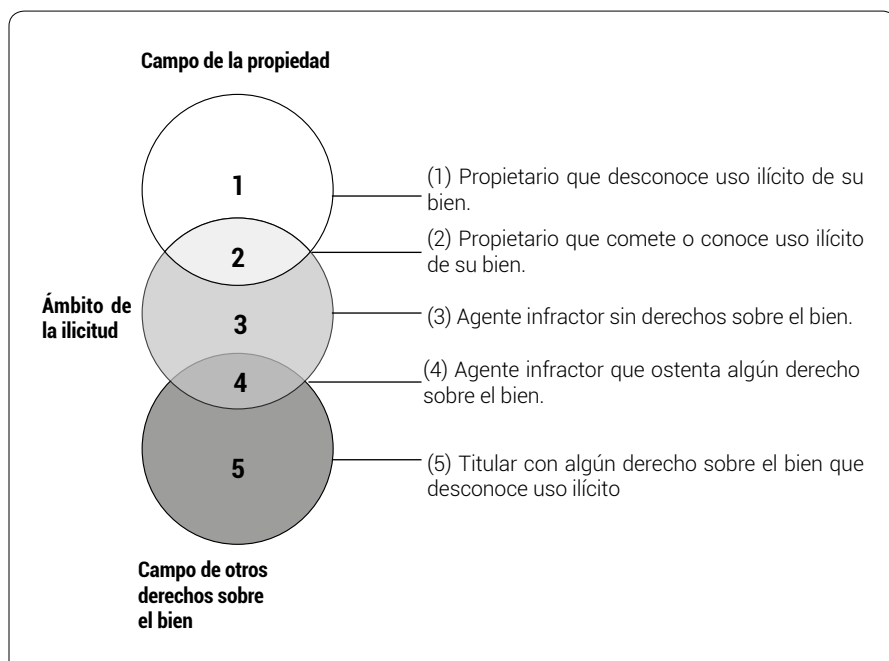 Campo de la propiedad
1
(1) Propietario que desconoce uso ilícito de su
bien.
2
(2) Propietario que comete o conoce uso ilícito
de su bien.
Ámbito de
la ilicitud
3
(3) Agente infractor sin derechos sobre el bien.
4
(4) Agente infractor que ostenta algún derecho
sobre el bien.
5
(5) Titular con algún derecho sobre el bien que
desconoce uso ilícito
Campo de otros
derechos sobre
el bien